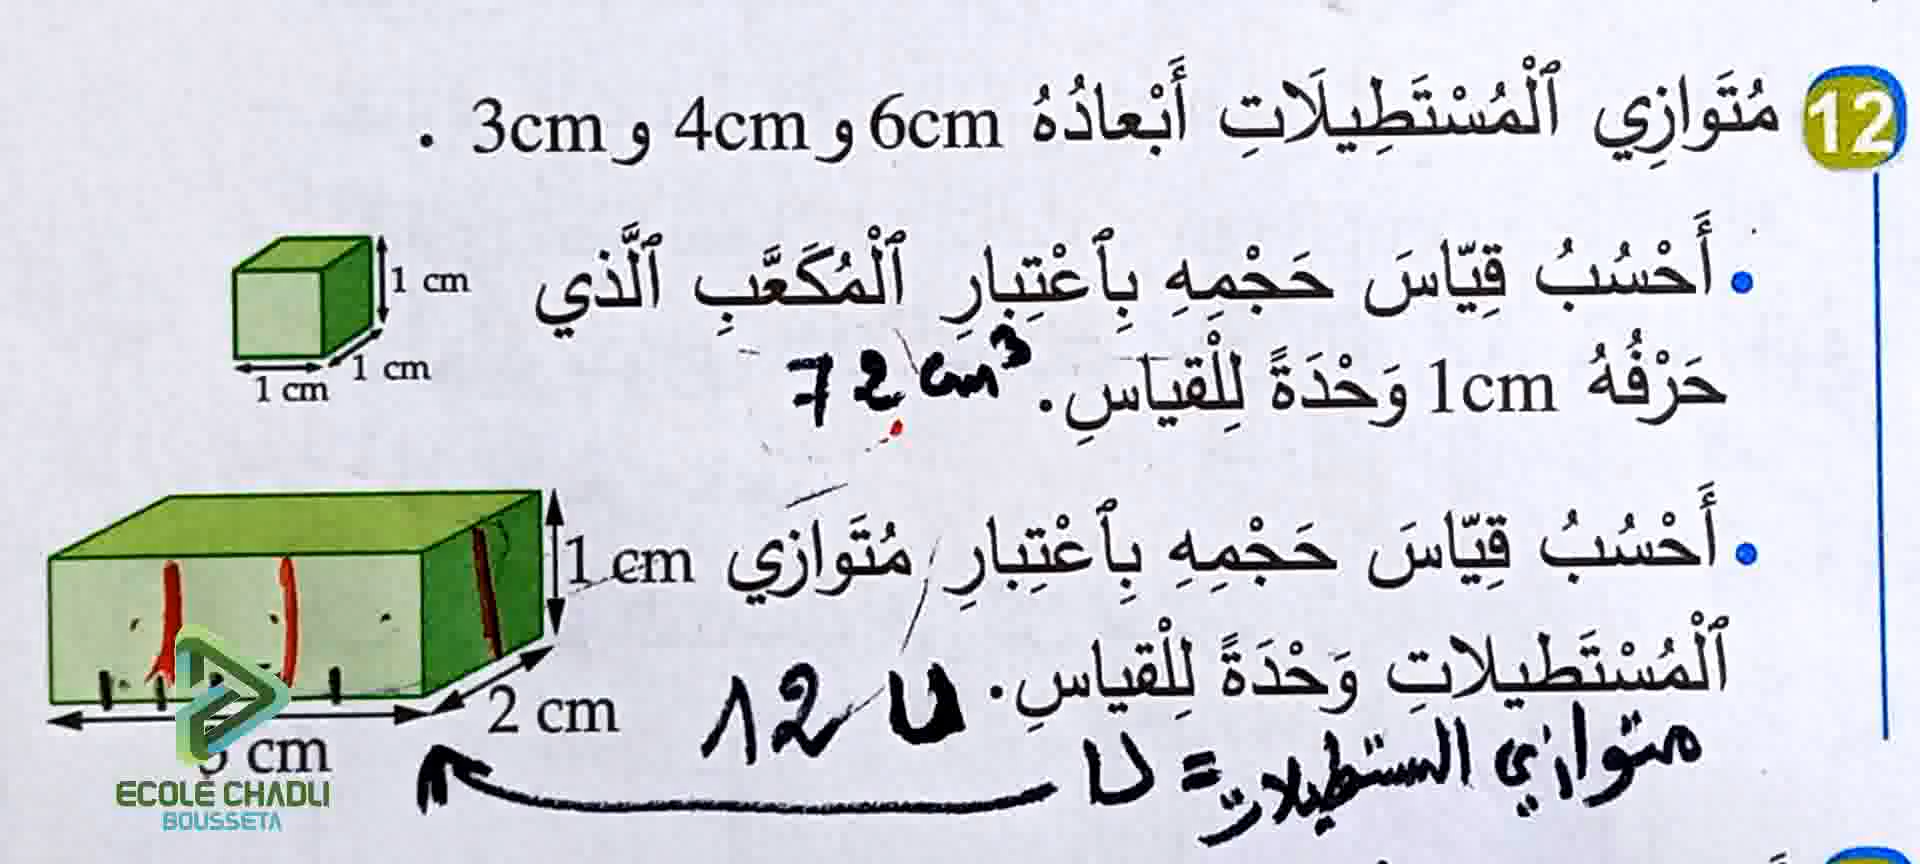 12
مُتَوازِي ٱلْمُسْتَطِيلَاتِ أَبْعادُهُ 6cm و 4cm و 3cm .
• أَحْسُبُ قِيّاسَ حَجْمِهِ بِٱعْتِبارِ ٱلْمُكَعَّبِ ٱلَّذي
حَرْفُهُ 1cm وَحْدَةً لِلْقياسِ. 72 cm³
1 cm
1 cm
1 cm
• أَحْسُبُ قِيّاسَ حَجْمِهِ بِٱعْتِبارِ مُتَوازي
ٱلْمُسْتَطيلاتِ وَحْدَةً لِلْقياسِ. 12 U
1 cm
2 cm
cm
متوازي المستطيلات = U
ECOLE CHADLI
BOUSSETA